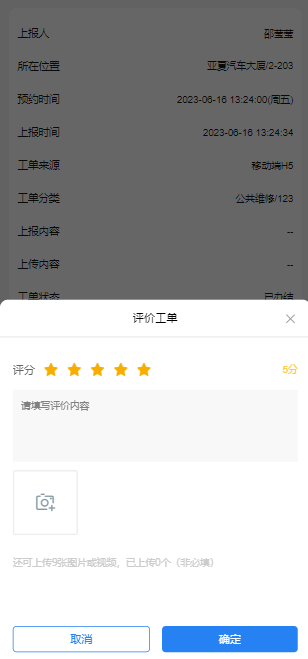 上报人 邵莹莹
所在位置 亚夏汽车大厦/2-203
预约时间 2023-06-16 13:24:00(周五)
上报时间 2023-06-16 13:24:34
工单来源 移动端H5
工单分类 公共维修/123
上报内容 --
上传内容 --
工单状态 已办结
评价工单
评分 5分
请填写评价内容
还可上传9张图片或视频，已上传0个（非必填）
取消 确定